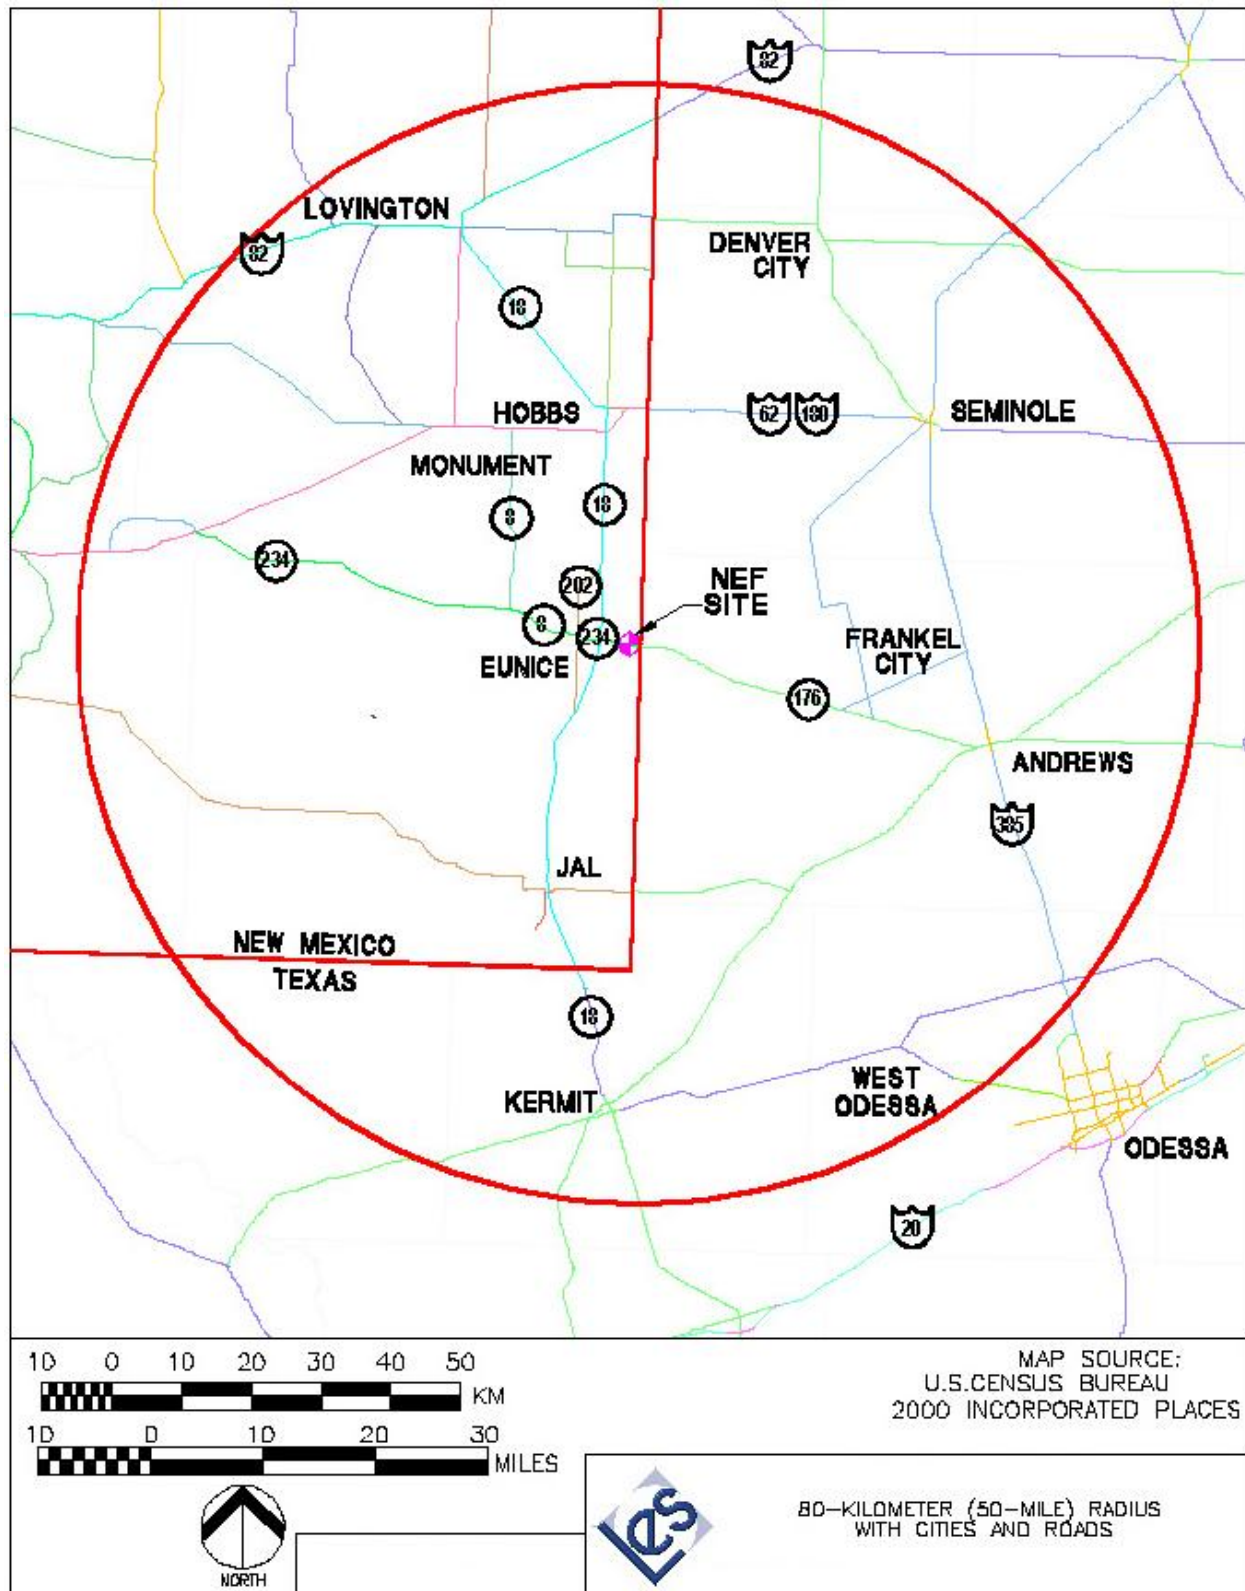 82
LOVINGTON
82
DENVER
CITY
18
HOBBS
62
180
SEMINOLE
MONUMENT
8
18
234
202
NEF
SITE
8
234
EUNICE
FRANKEL
CITY
176
ANDREWS
385
JAL
NEW MEXICO
TEXAS
18
KERMIT
WEST
ODESSA
ODESSA
20
10 0 10 20 30 40 50
KM
10 0 10 20 30
MILES
NORTH
MAP SOURCE:
U.S.CENSUS BUREAU
2000 INCORPORATED PLACES
LES
80-KILOMETER (50-MILE) RADIUS
WITH CITIES AND ROADS